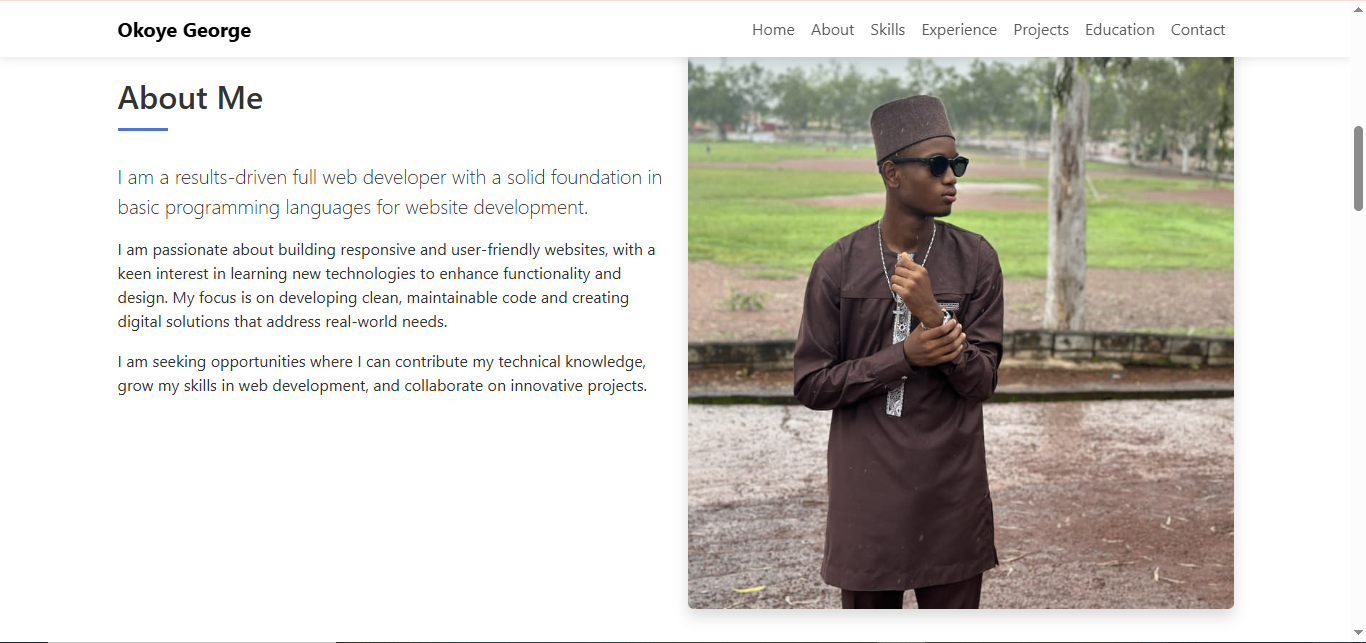 Okoye George
Home About Skills Experience Projects Education Contact
About Me
I am a results-driven full web developer with a solid foundation in
basic programming languages for website development.
I am passionate about building responsive and user-friendly websites, with a
keen interest in learning new technologies to enhance functionality and
design. My focus is on developing clean, maintainable code and creating
digital solutions that address real-world needs.
I am seeking opportunities where I can contribute my technical knowledge,
grow my skills in web development, and collaborate on innovative projects.